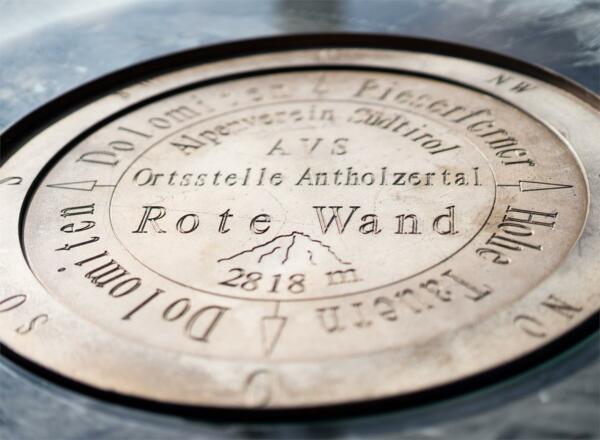 Dolomiten
Rieserferner
Alpenverein Südtirol
AVS
Ortsstelle Antholzertal
Rote Wand
2818 m
Dolomiten
Hohe Tauern
NW
NO
O
SO